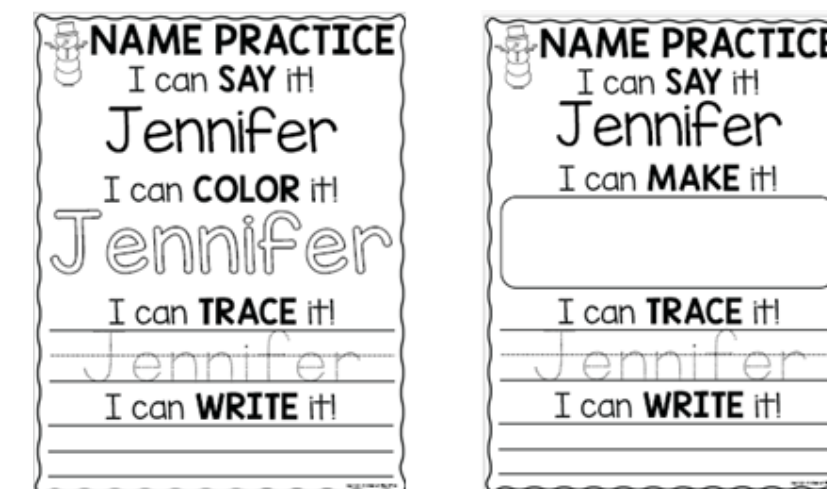 NAME PRACTICE
I can SAY it!
Jennifer
I can COLOR it!
Jennifer
I can TRACE it!
Jennifer
I can WRITE it!
NAME PRACTICE
I can SAY it!
Jennifer
I can MAKE it!
I can TRACE it!
Jennifer
I can WRITE it!